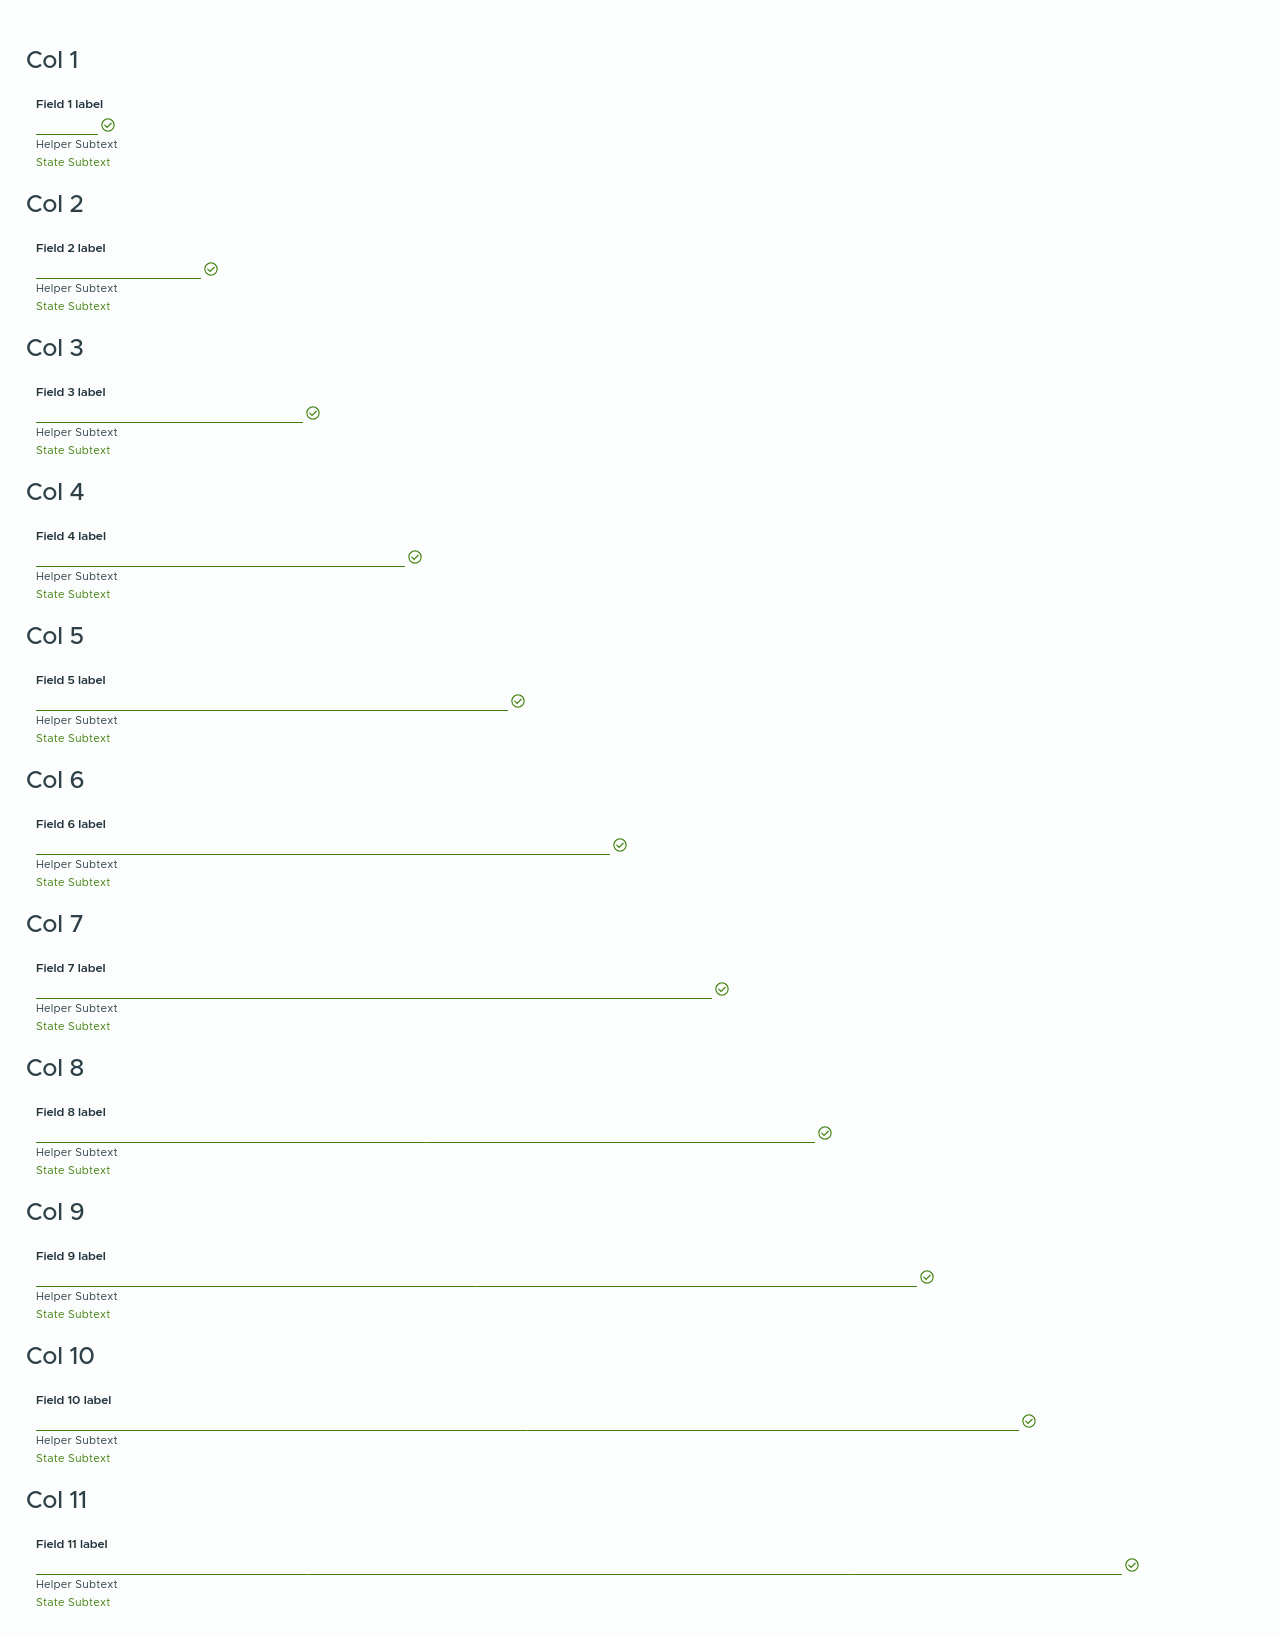 Col 1
Field 1 label
Helper Subtext
State Subtext
Col 2
Field 2 label
Helper Subtext
State Subtext
Col 3
Field 3 label
Helper Subtext
State Subtext
Col 4
Field 4 label
Helper Subtext
State Subtext
Col 5
Field 5 label
Helper Subtext
State Subtext
Col 6
Field 6 label
Helper Subtext
State Subtext
Col 7
Field 7 label
Helper Subtext
State Subtext
Col 8
Field 8 label
Helper Subtext
State Subtext
Col 9
Field 9 label
Helper Subtext
State Subtext
Col 10
Field 10 label
Helper Subtext
State Subtext
Col 11
Field 11 label
Helper Subtext
State Subtext